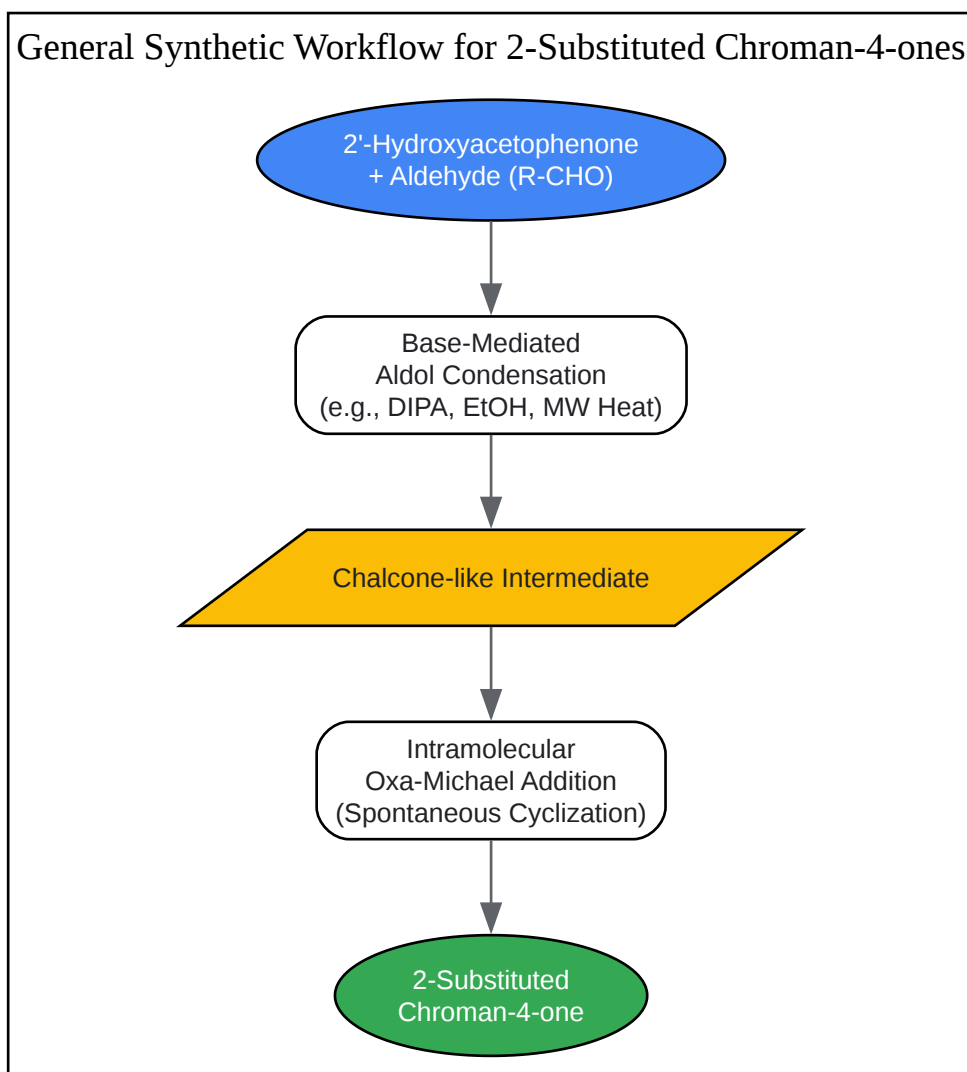 General Synthetic Workflow for 2-Substituted Chroman-4-ones
2'-Hydroxyacetophenone
+ Aldehyde (R-CHO)
Base-Mediated
Aldol Condensation
(e.g., DIPA, EtOH, MW Heat)
Chalcone-like Intermediate
Intramolecular
Oxa-Michael Addition
(Spontaneous Cyclization)
2-Substituted
Chroman-4-one